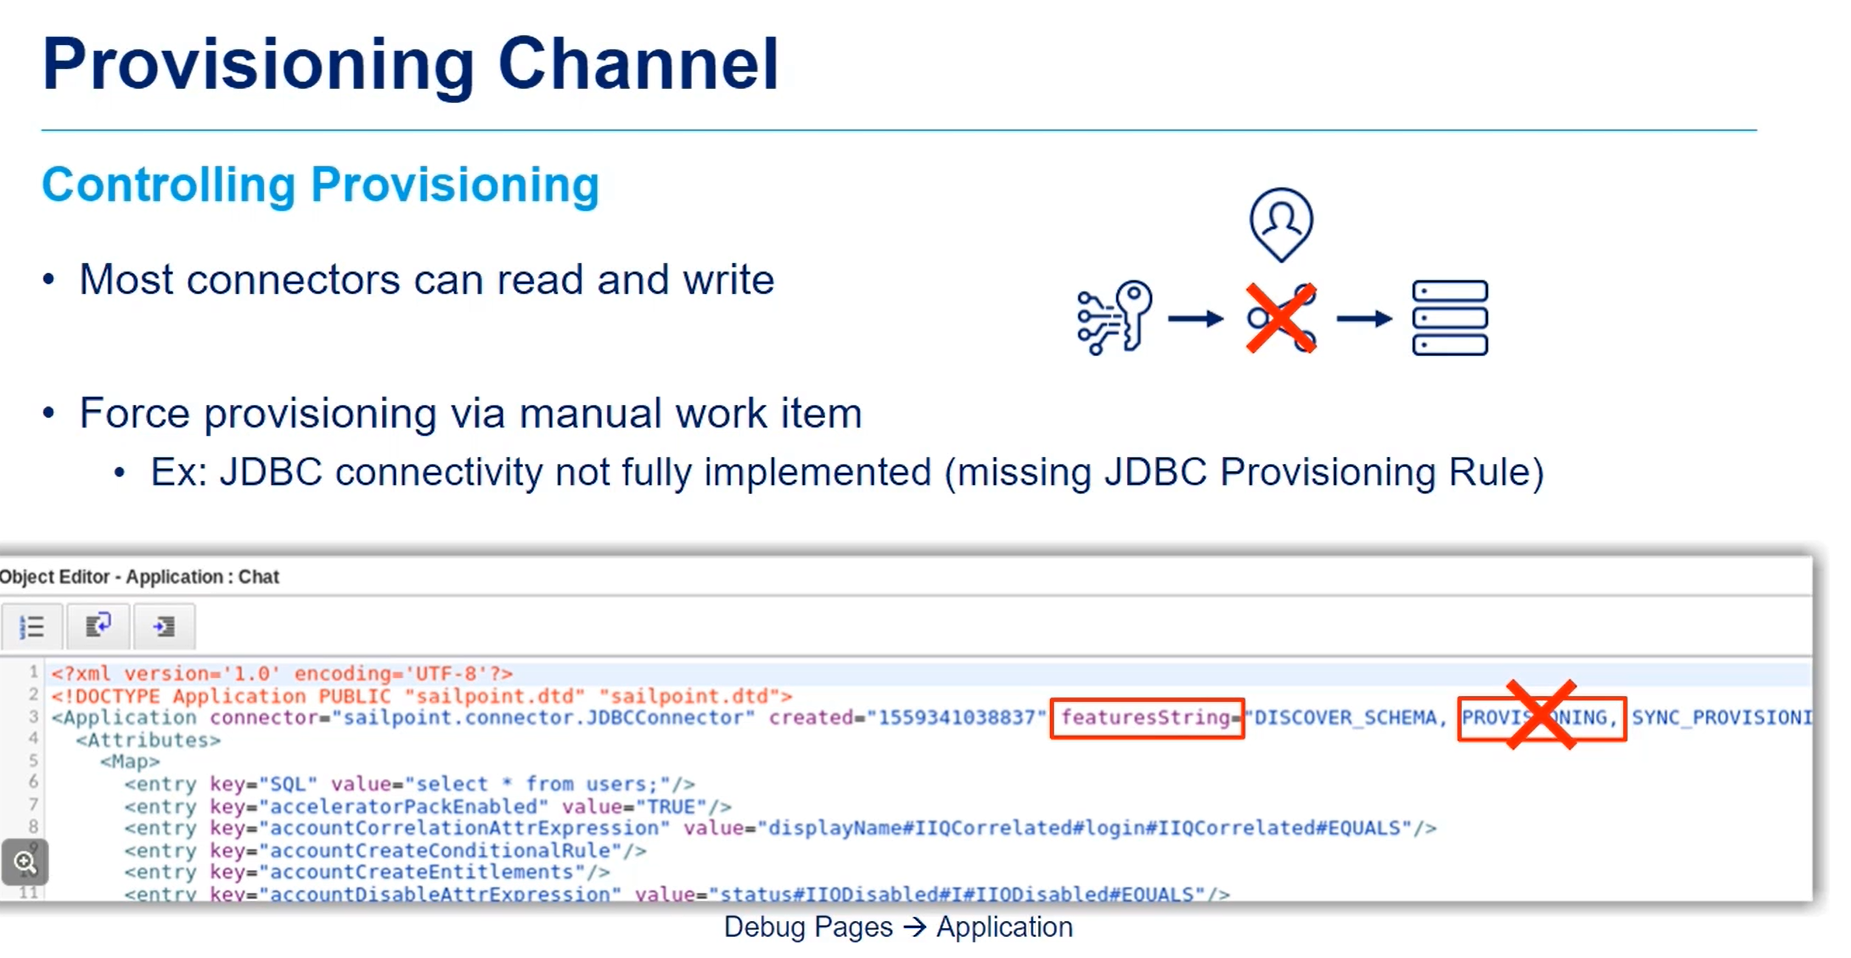 Provisioning Channel
Controlling Provisioning
• Most connectors can read and write
• Force provisioning via manual work item
• Ex: JDBC connectivity not fully implemented (missing JDBC Provisioning Rule)
Object Editor - Application : Chat
1 <?xml version='1.0' encoding='UTF-8'?>
2 <!DOCTYPE Application PUBLIC "sailpoint.dtd" "sailpoint.dtd">
3 <Application connector="sailpoint.connector.JDBCConnector" created="1559341038837" featuresString="DISCOVER_SCHEMA, PROVISIONING, SYNC_PROVISIONI
4 <Attributes>
5 <Map>
6 <entry key="SQL" value="select * from users;"/>
7 <entry key="acceleratorPackEnabled" value="TRUE"/>
8 <entry key="accountCorrelationAttrExpression" value="displayName#IIQCorrelated#login#IIQCorrelated#EQUALS"/>
<entry key="accountCreateConditionalRule"/>
<entry key="accountCreateEntitlements"/>
11 <entry key="accountDisableAttrExpression" value="status#IIQDisabled#I#IIQDisabled#EQUALS"/>
Debug Pages → Application